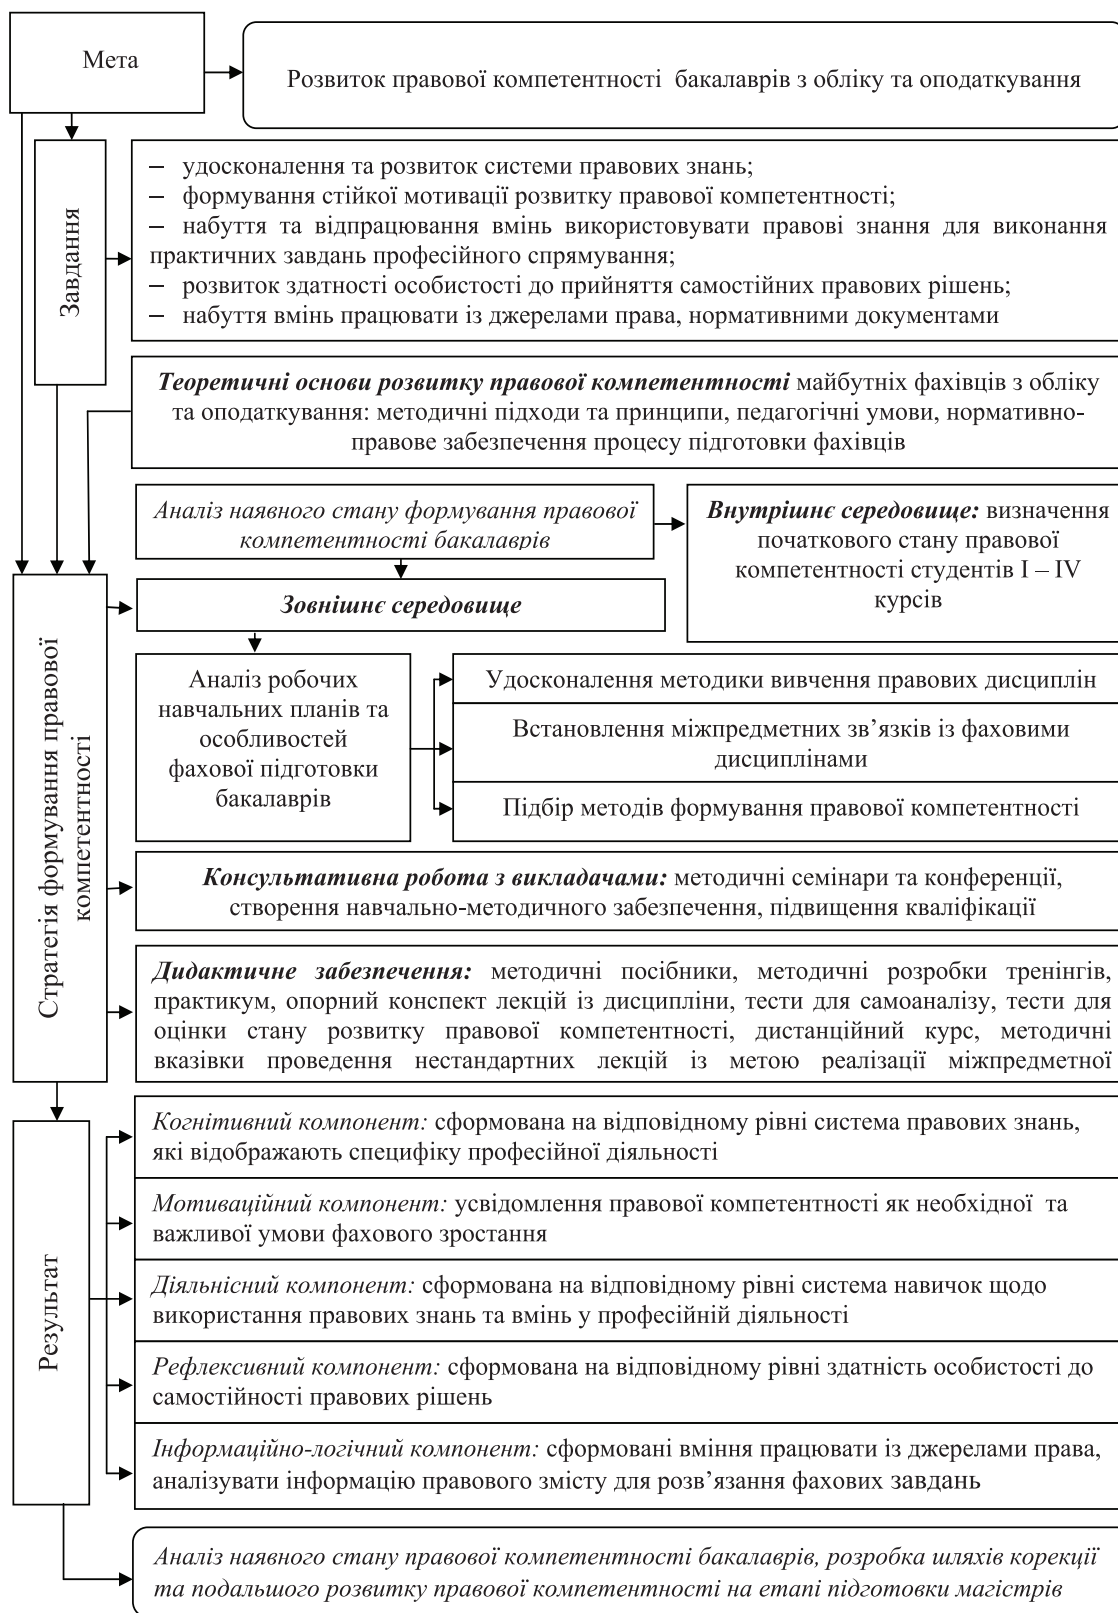 Мета
Розвиток правової компетентності бакалаврів з обліку та оподаткування
Завдання
– удосконалення та розвиток системи правових знань;
– формування стійкої мотивації розвитку правової компетентності;
– набуття та відпрацювання вмінь використовувати правові знання для виконання
практичних завдань професійного спрямування;
– розвиток здатності особистості до прийняття самостійних правових рішень;
– набуття вмінь працювати із джерелами права, нормативними документами
Теоретичні основи розвитку правової компетентності майбутніх фахівців з обліку
та оподаткування: методичні підходи та принципи, педагогічні умови, нормативно-
правове забезпечення процесу підготовки фахівців
Аналіз наявного стану формування правової
компетентності бакалаврів
Внутрішнє середовище: визначення
початкового стану правової
компетентності студентів I – IV
курсів
Стратегія формування правової
компетентності
Зовнішнє середовище
Аналіз робочих
навчальних планів та
особливостей
фахової підготовки
бакалаврів
Удосконалення методики вивчення правових дисциплін
Встановлення міжпредметних зв’язків із фаховими
дисциплінами
Підбір методів формування правової компетентності
Консультативна робота з викладачами: методичні семінари та конференції,
створення навчально-методичного забезпечення, підвищення кваліфікації
Дидактичне забезпечення: методичні посібники, методичні розробки тренінгів,
практикум, опорний конспект лекцій із дисципліни, тести для самоаналізу, тести для
оцінки стану розвитку правової компетентності, дистанційний курс, методичні
вказівки проведення нестандартних лекцій із метою реалізації міжпредметної
Результат
Когнітивний компонент: сформована на відповідному рівні система правових знань,
які відображають специфіку професійної діяльності
Мотиваційний компонент: усвідомлення правової компетентності як необхідної та
важливої умови фахового зростання
Діяльнісний компонент: сформована на відповідному рівні система навичок щодо
використання правових знань та вмінь у професійній діяльності
Рефлексивний компонент: сформована на відповідному рівні здатність особистості до
самостійності правових рішень
Інформаційно-логічний компонент: сформовані вміння працювати із джерелами права,
аналізувати інформацію правового змісту для розв’язання фахових завдань
Аналіз наявного стану правової компетентності бакалаврів, розробка шляхів корекції
та подальшого розвитку правової компетентності на етапі підготовки магістрів